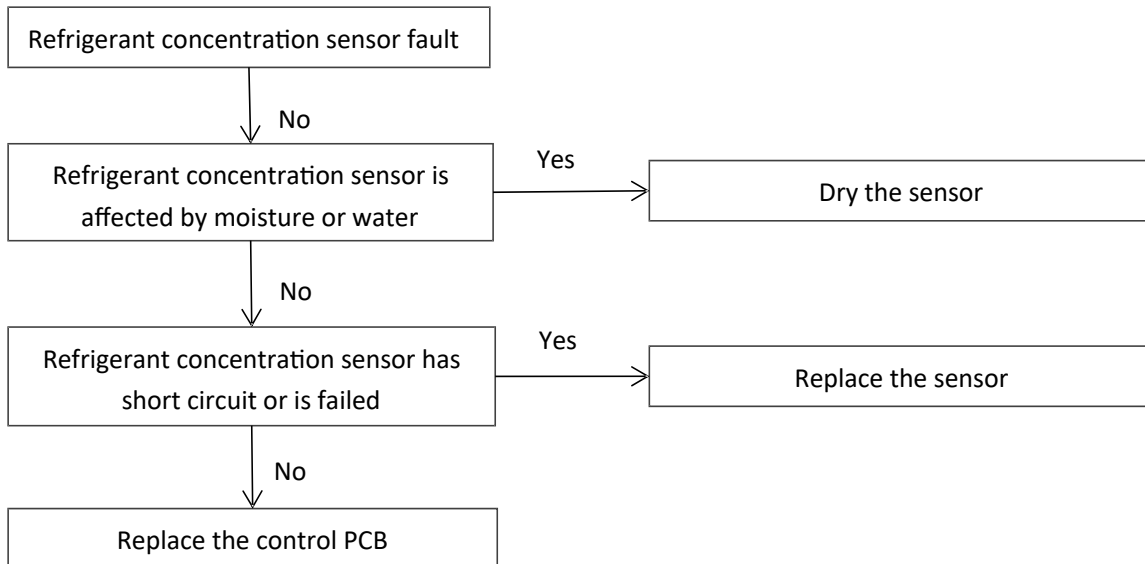 Refrigerant concentration sensor fault
No
Refrigerant concentration sensor is
affected by moisture or water
Yes
Dry the sensor
No
Refrigerant concentration sensor has
short circuit or is failed
Yes
Replace the sensor
No
Replace the control PCB